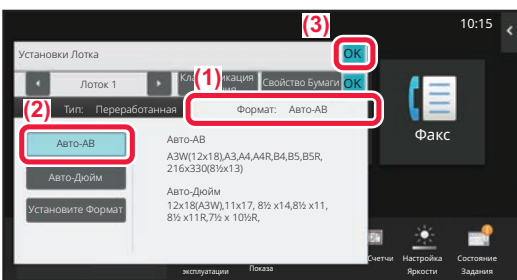 (3)
10:15
Установки Лотка
OK
Лоток 1
(1)
Свойство Бумаги
OK
(2)
Тип: Переработанная
Формат: Авто-AB
Факс
Авто-AB
Авто-Дюйм
Установите Формат
Авто-AB
A3W(12x18),A3,A4,A4R,B4,B5,B5R,
216x330(8½x13)
Авто-Дюйм
12x18(A3W),11x17, 8½ x14,8½ x11,
8½ x11R,7½ x 10½R,
Счетчи
Настройка
Яркости
Состояние
Задания
эксплуатации
Показа